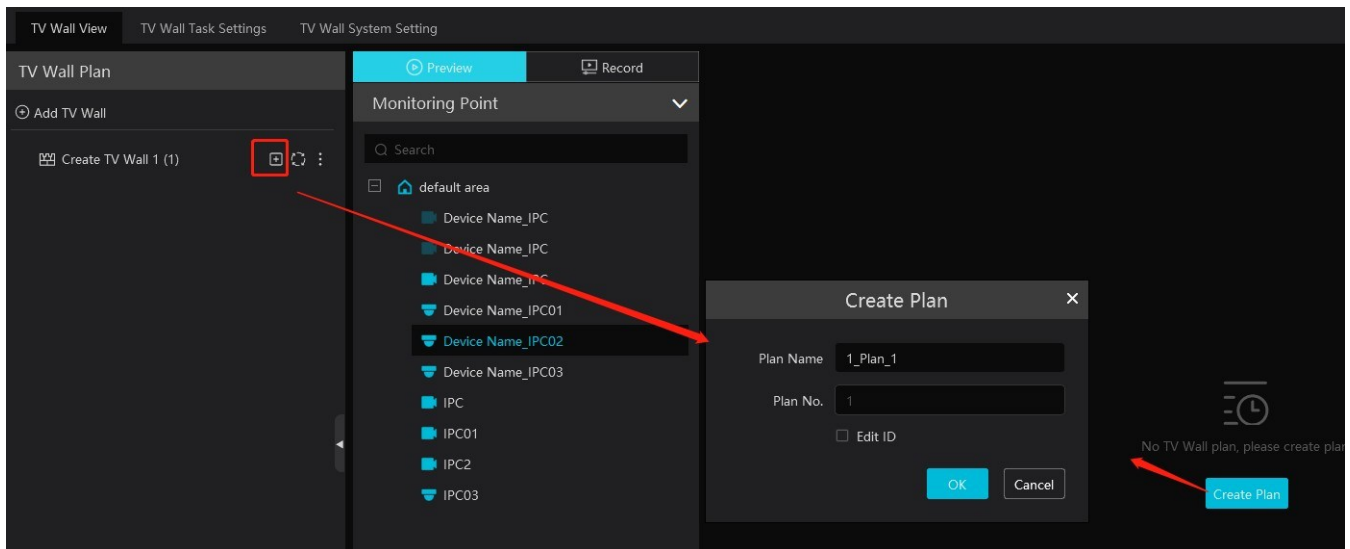 TV Wall View
TV Wall Task Settings
TV Wall System Setting
TV Wall Plan
Add TV Wall
Create TV Wall 1 (1)
Preview
Record
Monitoring Point
Search
default area
Device Name_IPC
Device Name_IPC
Device Name_IPC
Device Name_IPC01
Device Name_IPC02
Device Name_IPC03
IPC
IPC01
IPC2
IPC03
Create Plan
Plan Name 1_Plan_1
Plan No. 1
Edit ID
OK
Cancel
No TV Wall plan, please create plan
Create Plan